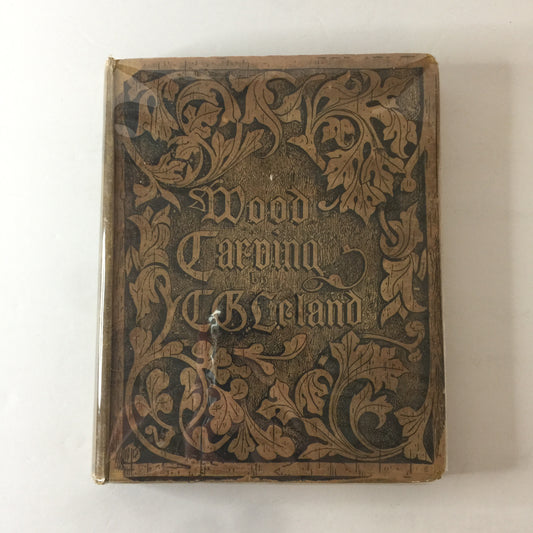 Wood
Carving
by
C.G. Leland